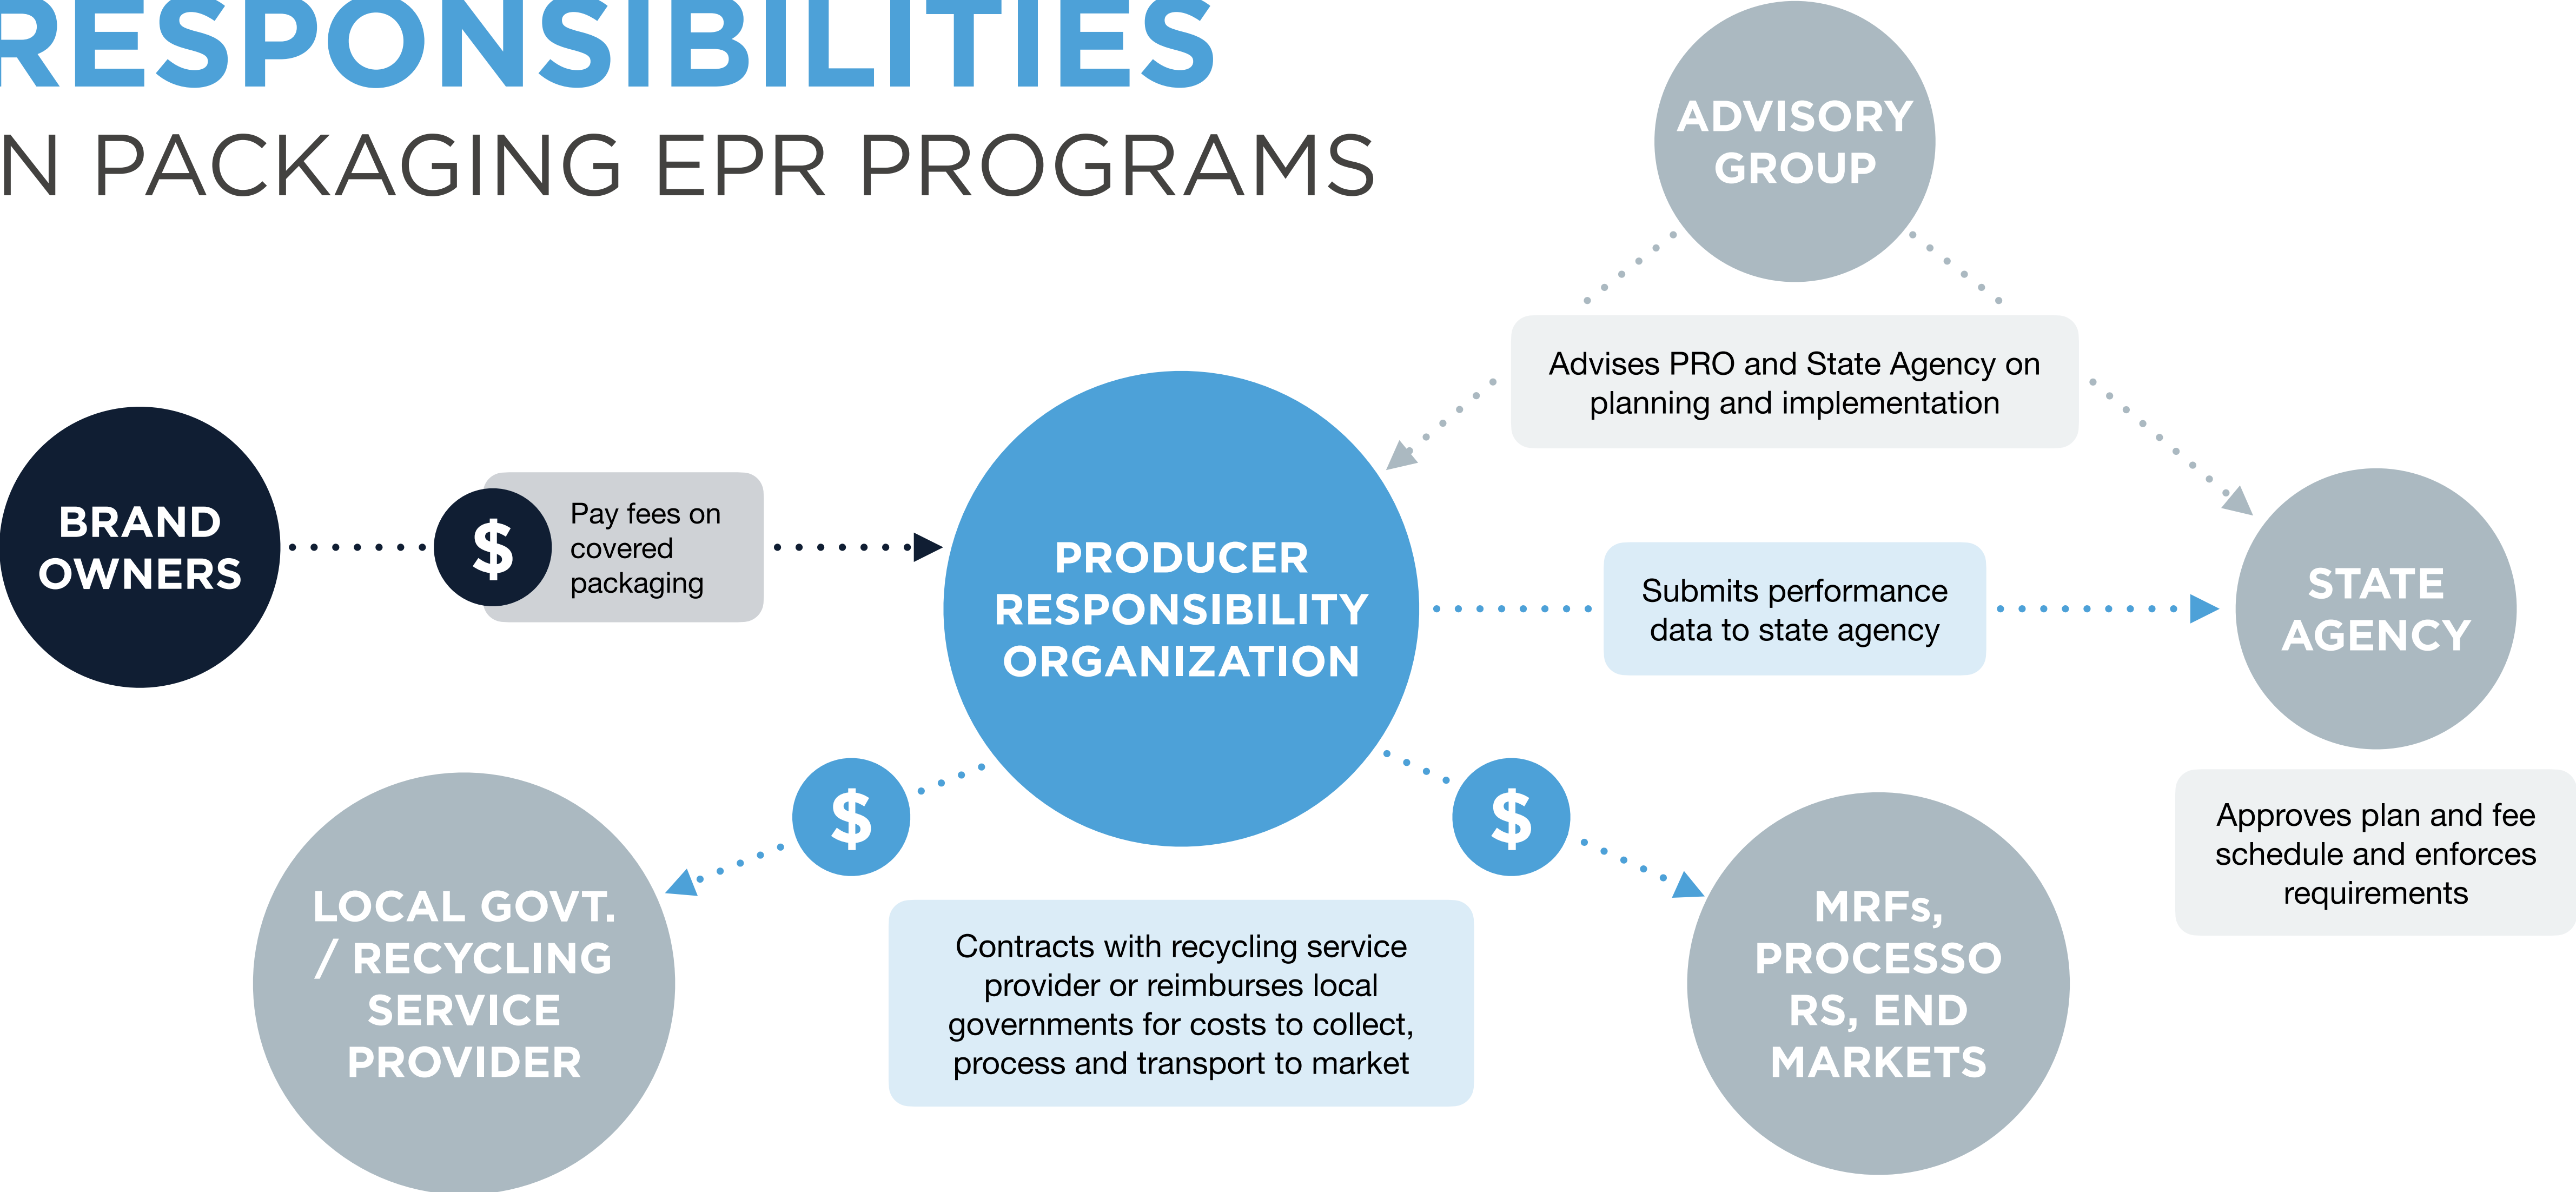 RESPONSIBILITIES
N PACKAGING EPR PROGRAMS
ADVISORY
GROUP
Advises PRO and State Agency on
planning and implementation
BRAND
OWNERS
$
Pay fees on
covered
packaging
PRODUCER
RESPONSIBILITY
ORGANIZATION
Submits performance
data to state agency
STATE
AGENCY
Approves plan and fee
schedule and enforces
requirements
$
$
LOCAL GOVT.
/ RECYCLING
SERVICE
PROVIDER
Contracts with recycling service
provider or reimburses local
governments for costs to collect,
process and transport to market
MRFs,
PROCESSO
RS, END
MARKETS